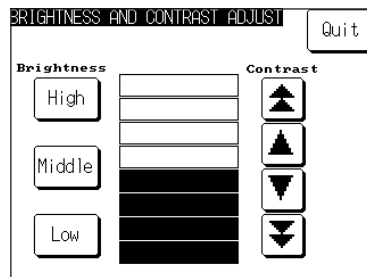 BRIGHTNESS AND CONTRAST ADJUST
Quit
Brightness
Contrast
High
Middle
Low